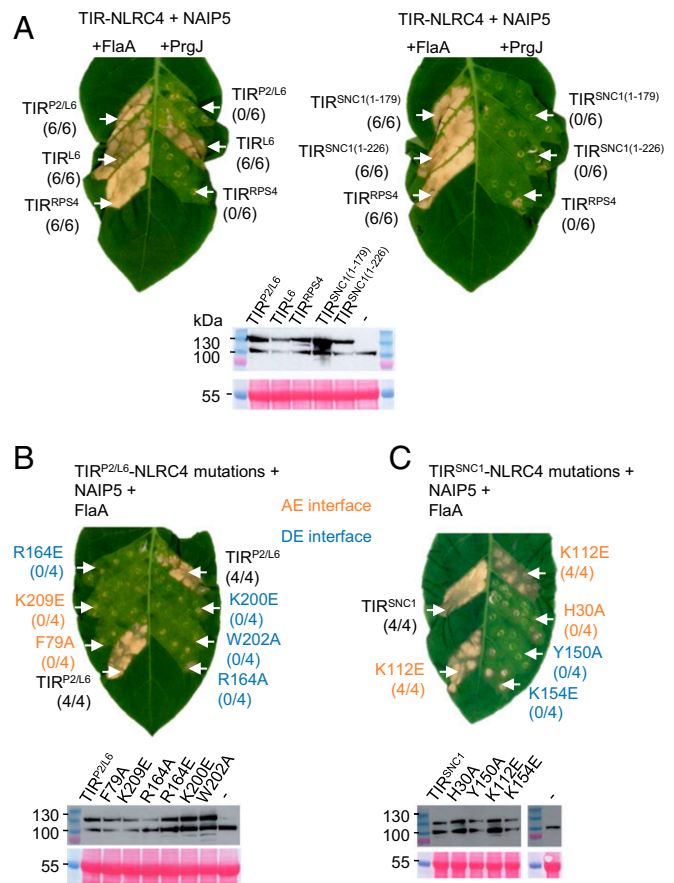 A
TIR-NLRC4 + NAIP5
+FlaA +PrgJ
TIR^P2/L6
(6/6)
TIR^L6
(6/6)
TIR^RPS4
(6/6)
TIR^P2/L6
(0/6)
TIR^L6
(6/6)
TIR^RPS4
(0/6)
TIR-NLRC4 + NAIP5
+FlaA +PrgJ
TIR^SNC1(1-179)
(6/6)
TIR^SNC1(1-226)
(6/6)
TIR^RPS4
(6/6)
TIR^SNC1(1-179)
(0/6)
TIR^SNC1(1-226)
(0/6)
TIR^RPS4
(0/6)
TIR^P2/L6 TIR^L6 TIR^RPS4 TIR^SNC1(1-179) TIR^SNC1(1-226) -
kDa
130
100
55
B
TIR^P2/L6-NLRC4 mutations +
NAIP5 +
FlaA
AE interface
DE interface
R164E
(0/4)
K209E
(0/4)
F79A
(0/4)
TIR^P2/L6
(4/4)
TIR^P2/L6
(4/4)
K200E
(0/4)
W202A
(0/4)
R164A
(0/4)
TIR^P2/L6 F79A K209E R164A R164E K200E W202A -
130
100
55
C
TIR^SNC1-NLRC4 mutations +
NAIP5 +
FlaA
TIR^SNC1
(4/4)
K112E
(4/4)
K112E
(4/4)
H30A
(0/4)
Y150A
(0/4)
K154E
(0/4)
TIR^SNC1 H30A Y150A K112E K154E -
130
100
55